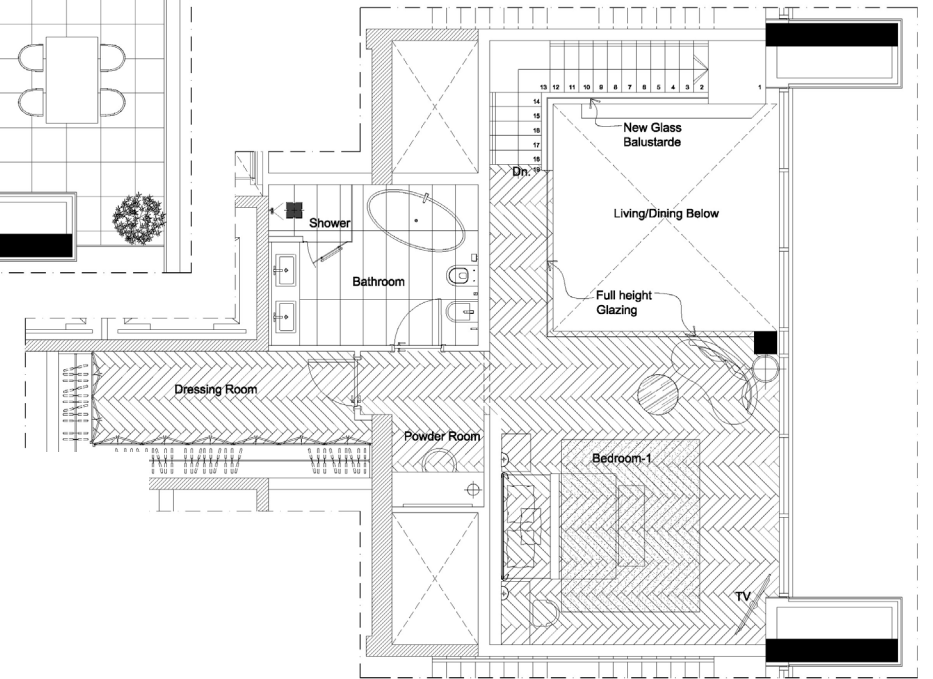 13 12 11 10 9 8 7 6 5 4 3 2 1
14
15
16
17
18
19
Dn.
New Glass
Balustarde
Living/Dining Below
Shower
Bathroom
Full height
Glazing
Dressing Room
Powder Room
Bedroom-1
TV